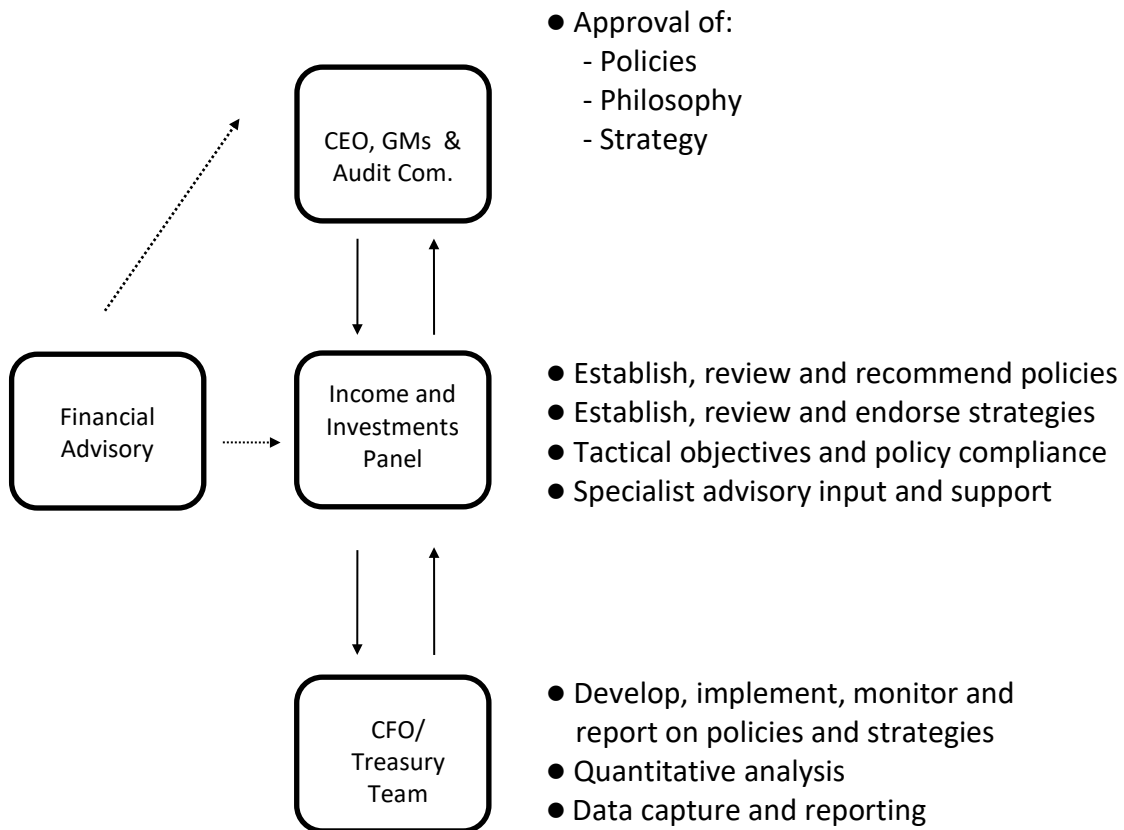 ● Approval of:
- Policies
- Philosophy
- Strategy
CEO, GMs &
Audit Com.
Financial
Advisory
Income and
Investments
Panel
● Establish, review and recommend policies
● Establish, review and endorse strategies
● Tactical objectives and policy compliance
● Specialist advisory input and support
CFO/
Treasury
Team
● Develop, implement, monitor and
report on policies and strategies
● Quantitative analysis
● Data capture and reporting